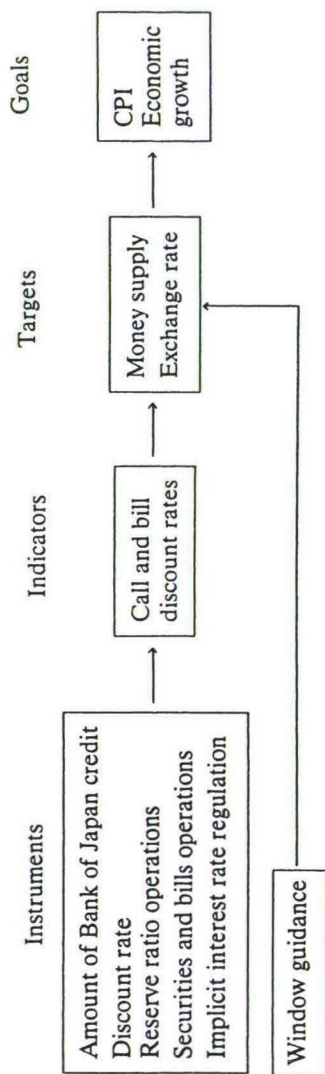 Instruments
Amount of Bank of Japan credit
Discount rate
Reserve ratio operations
Securities and bills operations
Implicit interest rate regulation
Window guidance
Indicators
Call and bill
discount rates
Targets
Money supply
Exchange rate
Goals
CPI
Economic
growth